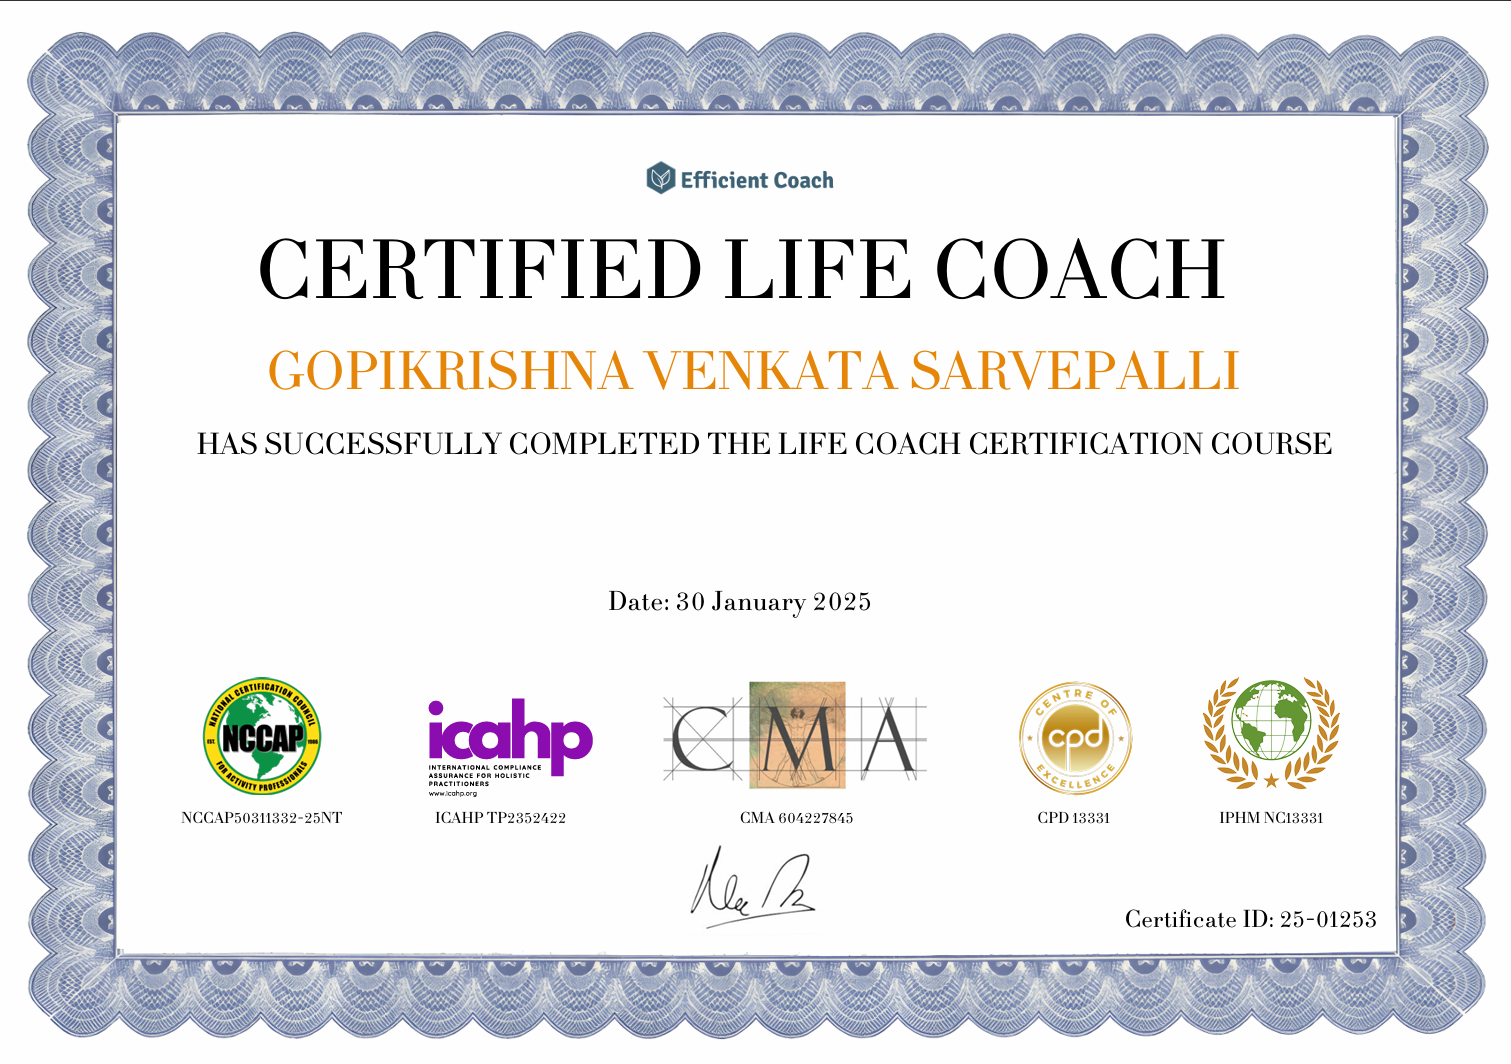 Efficient Coach
CERTIFIED LIFE COACH
GOPIKRISHNA VENKATA SARVEPALLI
HAS SUCCESSFULLY COMPLETED THE LIFE COACH CERTIFICATION COURSE
Date: 30 January 2025
NATIONAL CERTIFICATION COUNCIL
EST. NCCAP 1986
FOR ACTIVITY PROFESSIONALS
NCCAP50311332-25NT
icahp
INTERNATIONAL COMPLIANCE
ASSURANCE FOR HOLISTIC
PRACTITIONERS
www.icahp.org
ICAHP TP2352422
CMA
CMA 604227845
CENTRE OF
cpd
EXCELLENCE
CPD 13331
IPHM NC13331
Certificate ID: 25-01253